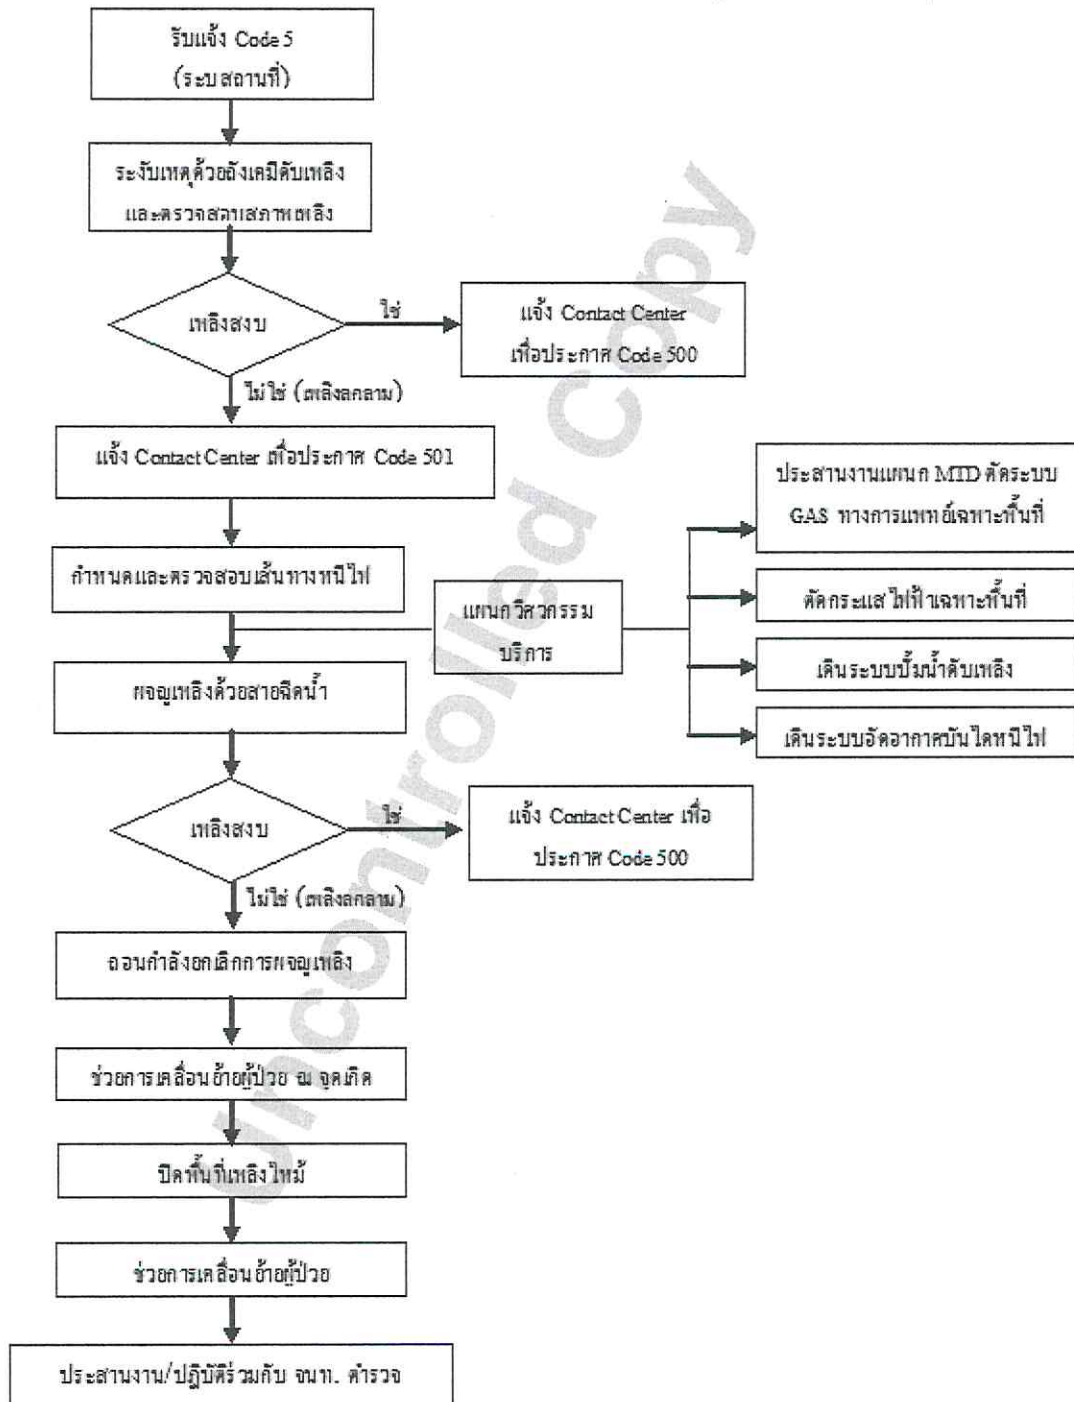 รับแจ้ง Code 5
(ระบุสถานที่)
ระงับเหตุด้วยถังเคมีดับเพลิง
และตรวจสอบสภาพเพลิง
เพลิงสงบ
ใช่
แจ้ง Contact Center
เพื่อประกาศ Code 500
ไม่ใช่ (เพลิงลุกลาม)
แจ้ง Contact Center เพื่อประกาศ Code 501
กำหนดและตรวจสอบเส้นทางหนีไฟ
แผนกวิศวกรรม
บริการ
ประสานงานแผนก MTD ตัดระบบ
GAS ทางการแพทย์เฉพาะพื้นที่
ตัดกระแสไฟฟ้าเฉพาะพื้นที่
เดินระบบปั๊มน้ำดับเพลิง
เดินระบบอัดอากาศบันไดหนีไฟ
ผจญเพลิงด้วยสายฉีดน้ำ
เพลิงสงบ
ใช่
แจ้ง Contact Center เพื่อ
ประกาศ Code 500
ไม่ใช่ (เพลิงลุกลาม)
ถอนกำลังยกเลิกการผจญเพลิง
ช่วยการเคลื่อนย้ายผู้ป่วย ณ จุดเกิด
ปิดพื้นที่เพลิงไหม้
ช่วยการเคลื่อนย้ายผู้ป่วย
ประสานงาน/ปฏิบัติร่วมกับ จนท. ตำรวจ
Uncontrolled Copy